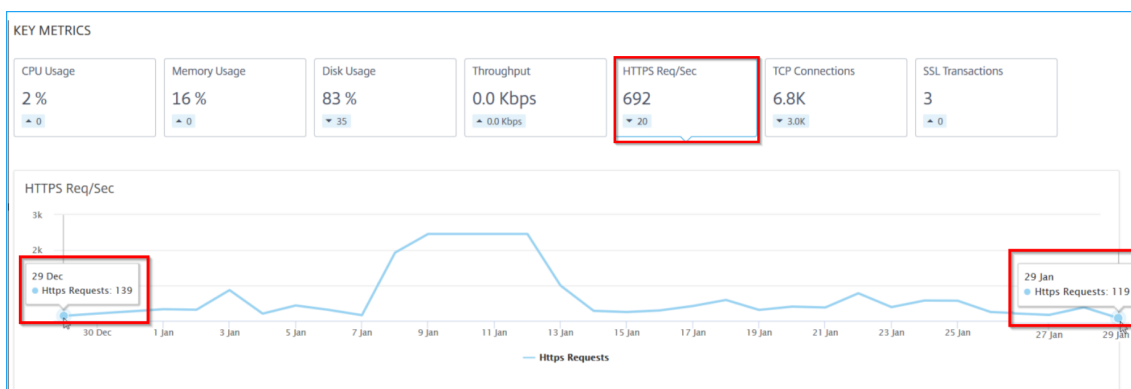 KEY METRICS
CPU Usage
2 %
0
Memory Usage
16 %
0
Disk Usage
83 %
35
Throughput
0.0 Kbps
0.0 Kbps
HTTPS Req/Sec
692
20
TCP Connections
6.8K
3.0K
SSL Transactions
3
0
HTTPS Req/Sec
3k
2k
29 Dec
Https Requests: 139
29 Jan
Https Requests: 119
30 Dec 1 Jan 3 Jan 5 Jan 7 Jan 9 Jan 11 Jan 13 Jan 15 Jan 17 Jan 19 Jan 21 Jan 23 Jan 25 Jan 27 Jan 29 Jan
Https Requests